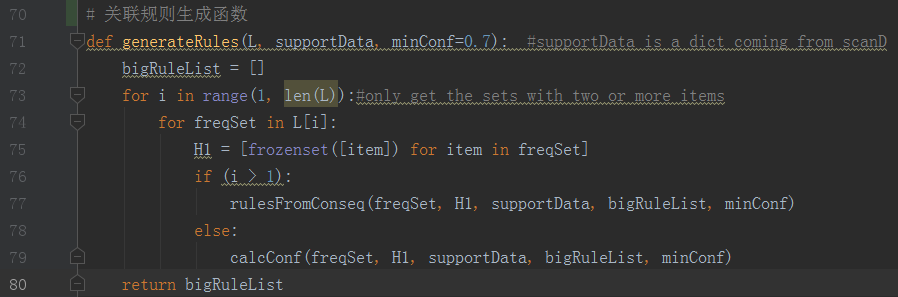 70 # 关联规则生成函数
71 def generateRules(L, supportData, minConf=0.7):  #supportData is a dict coming from scanD
72     bigRuleList = []
73     for i in range(1, len(L)):#only get the sets with two or more items
74         for freqSet in L[i]:
75             H1 = [frozenset([item]) for item in freqSet]
76             if (i > 1):
77                 rulesFromConseq(freqSet, H1, supportData, bigRuleList, minConf)
78             else:
79                 calcConf(freqSet, H1, supportData, bigRuleList, minConf)
80     return bigRuleList